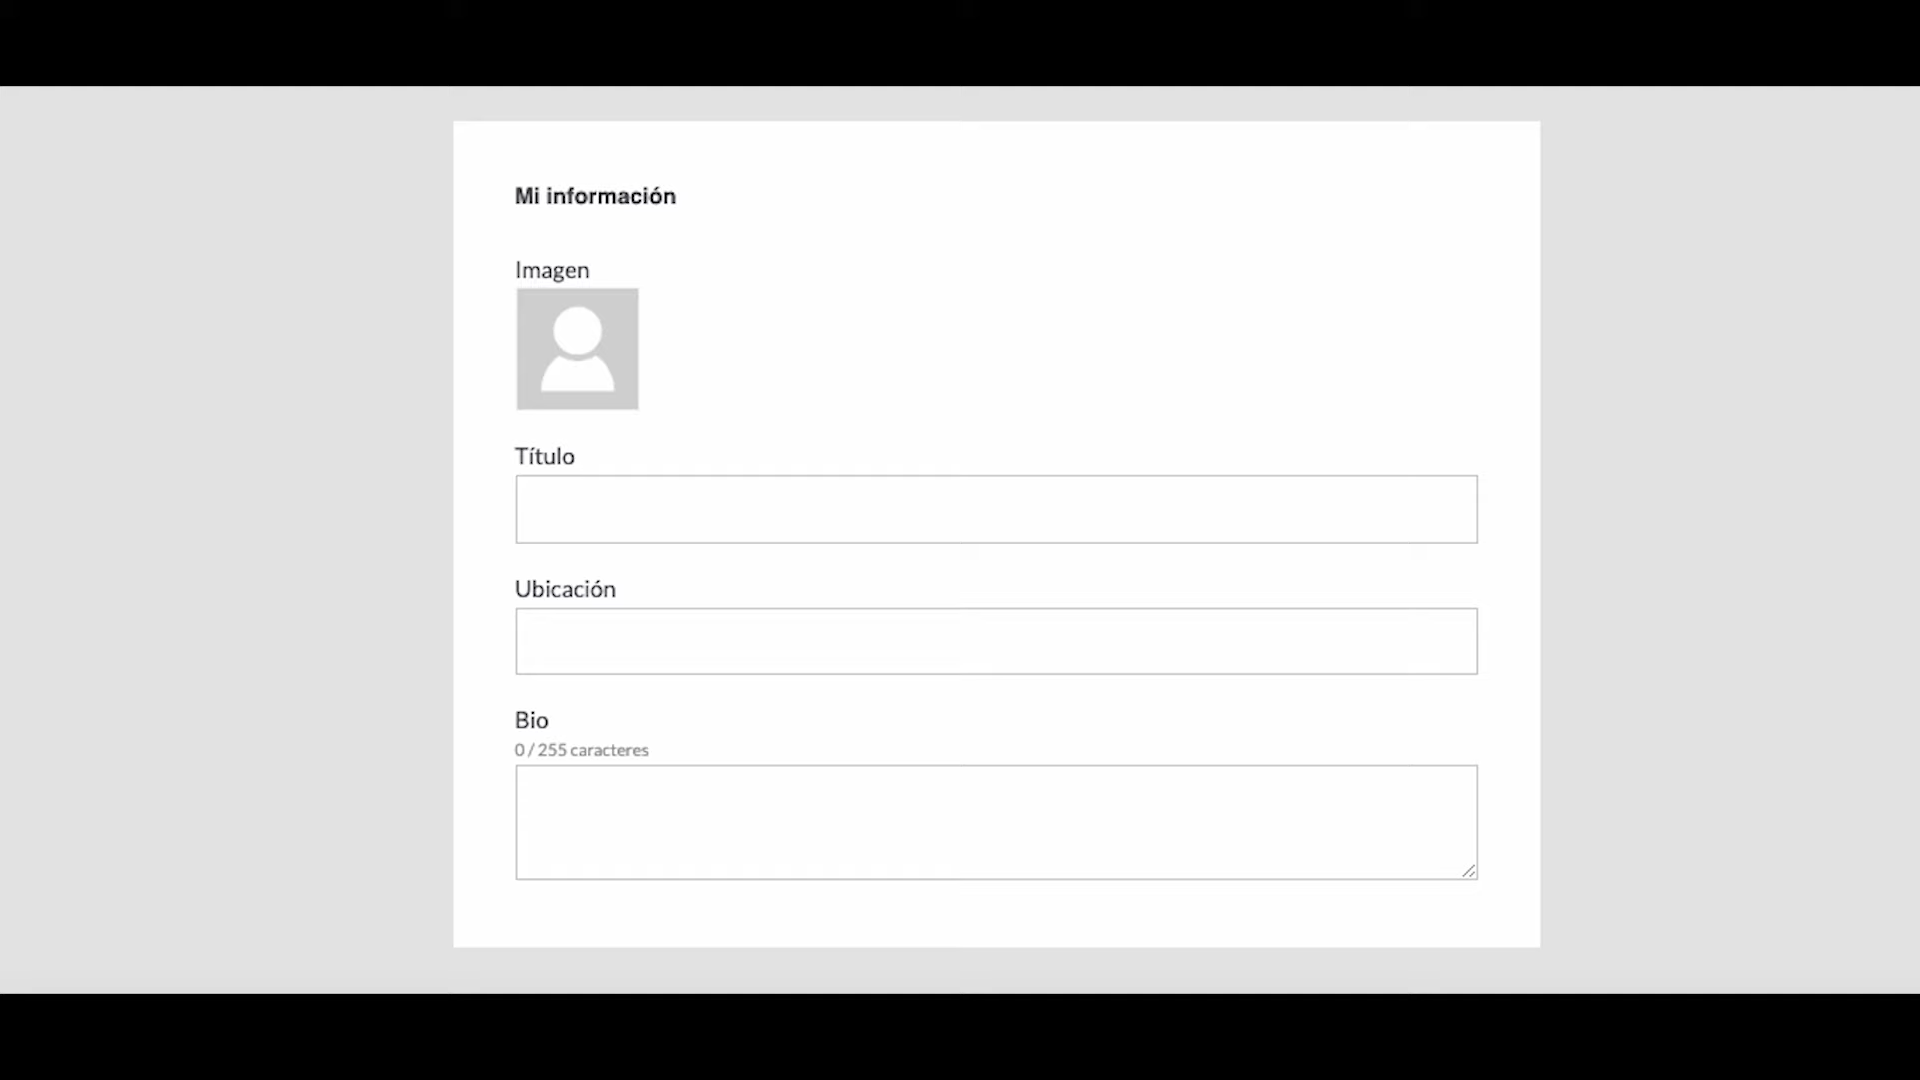 Mi información
Imagen
Título
Ubicación
Bio
0 / 255 caracteres